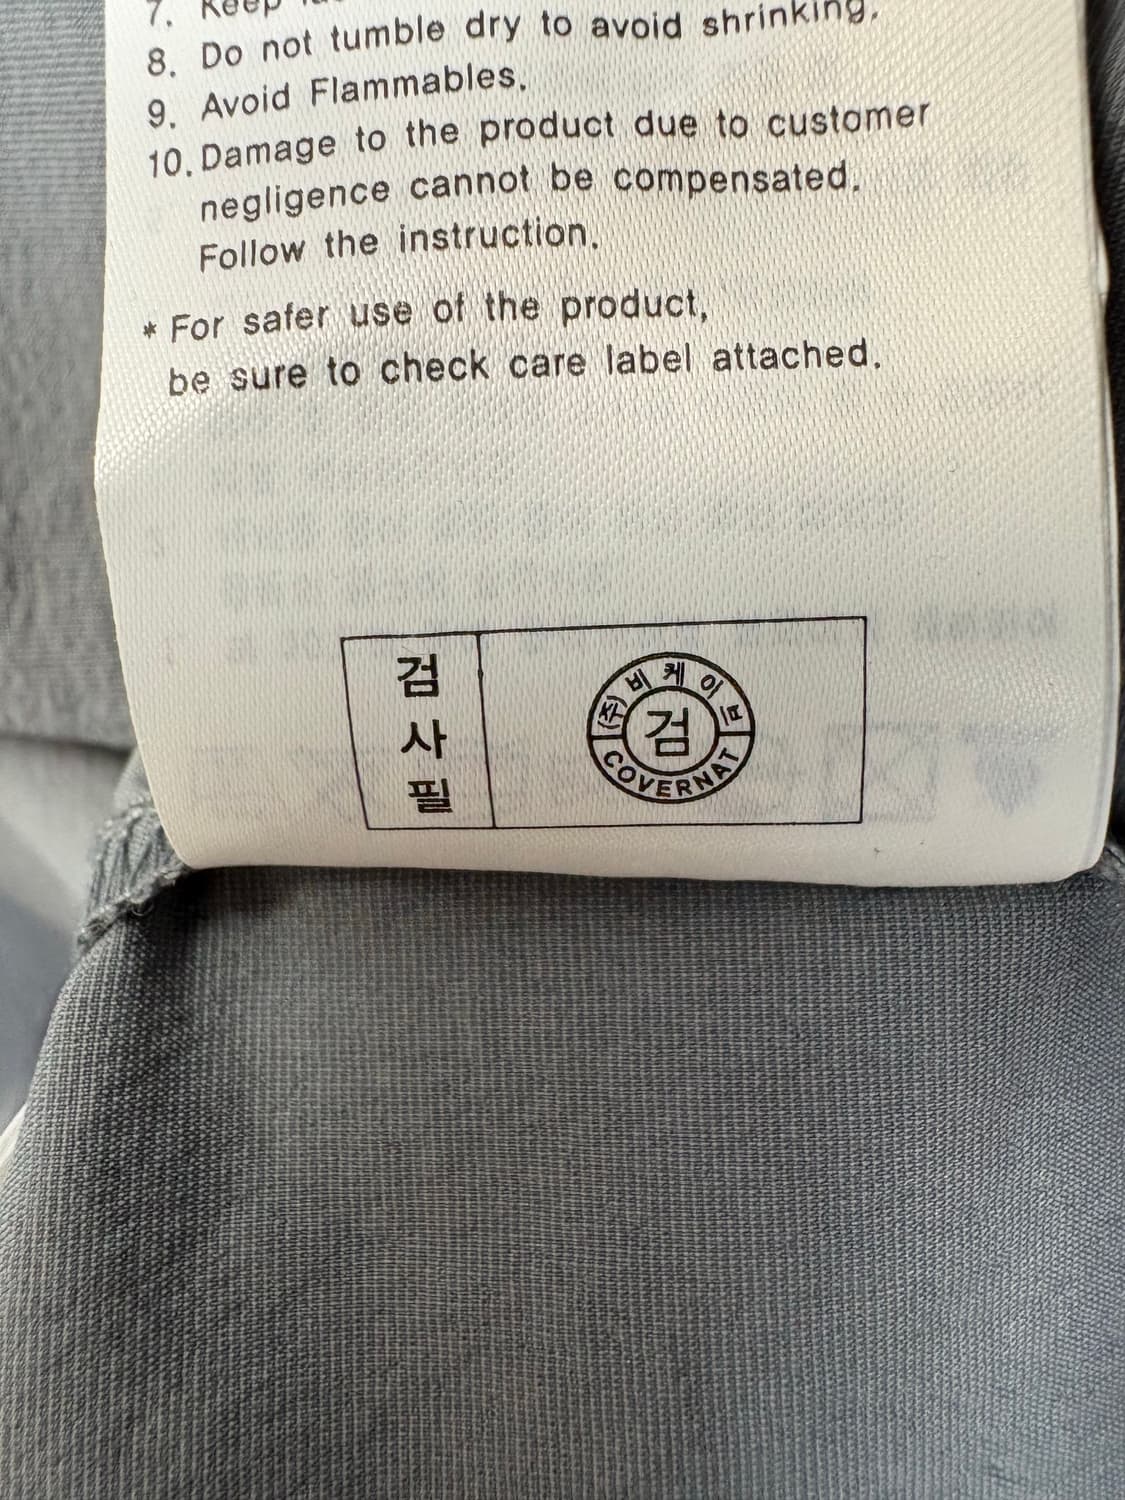 7. Keep
8. Do not tumble dry to avoid shrinking.
9. Avoid Flammables.
10. Damage to the product due to customer
negligence cannot be compensated.
Follow the instruction.
* For safer use of the product,
be sure to check care label attached.
검
사
필
(주)비케이브
검
COVERNAT